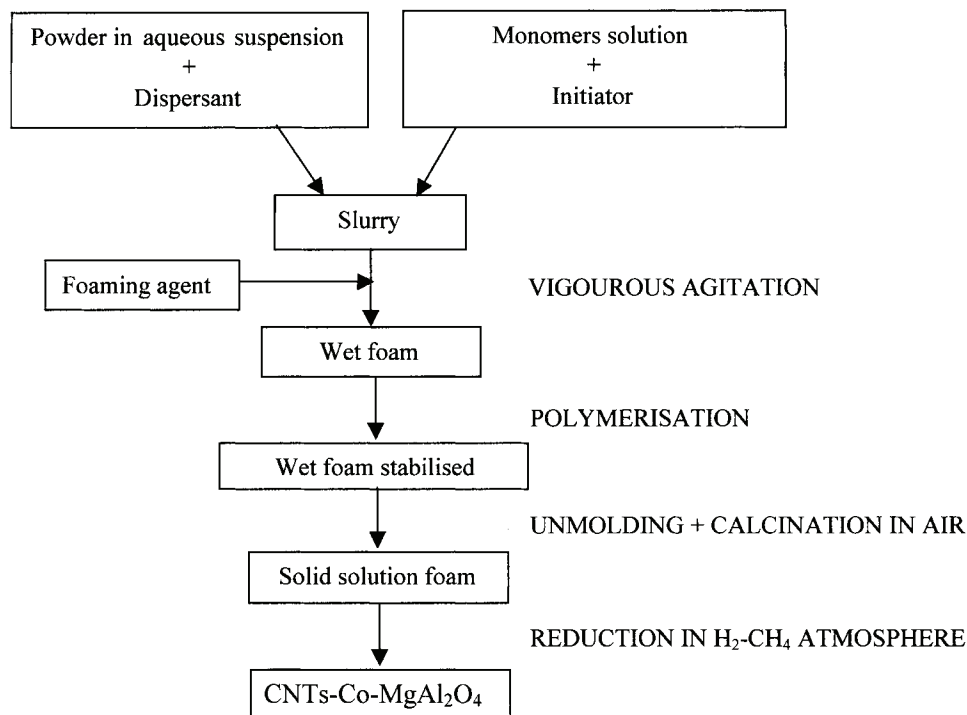 Powder in aqueous suspension
+
Dispersant
Monomers solution
+
Initiator
Slurry
Foaming agent
VIGOUROUS AGITATION
Wet foam
POLYMERISATION
Wet foam stabilised
UNMOLDING + CALCINATION IN AIR
Solid solution foam
REDUCTION IN H₂-CH₄ ATMOSPHERE
CNTs-Co-MgAl₂O₄